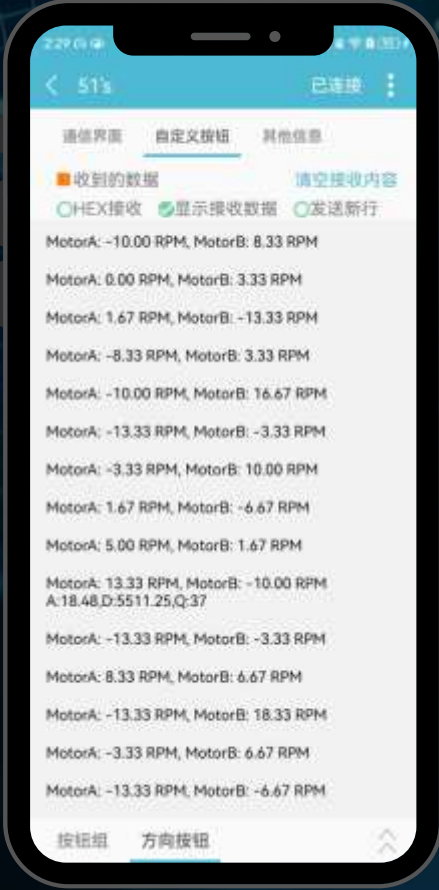 2:29
51's
已连接
通信界面 自定义按钮 其他信息
收到的数据 清空接收内容
HEX接收 显示接收数据 发送新行
MotorA: -10.00 RPM, MotorB: 8.33 RPM
MotorA: 0.00 RPM, MotorB: 3.33 RPM
MotorA: 1.67 RPM, MotorB: -13.33 RPM
MotorA: -8.33 RPM, MotorB: 3.33 RPM
MotorA: -10.00 RPM, MotorB: 16.67 RPM
MotorA: -13.33 RPM, MotorB: -3.33 RPM
MotorA: -3.33 RPM, MotorB: 10.00 RPM
MotorA: 1.67 RPM, MotorB: -6.67 RPM
MotorA: 5.00 RPM, MotorB: 1.67 RPM
MotorA: 13.33 RPM, MotorB: -10.00 RPM
A:18.48,D:5511.25,Q:37
MotorA: -13.33 RPM, MotorB: -3.33 RPM
MotorA: 8.33 RPM, MotorB: 6.67 RPM
MotorA: -13.33 RPM, MotorB: 18.33 RPM
MotorA: -3.33 RPM, MotorB: 6.67 RPM
MotorA: -13.33 RPM, MotorB: -6.67 RPM
按钮组 方向按钮